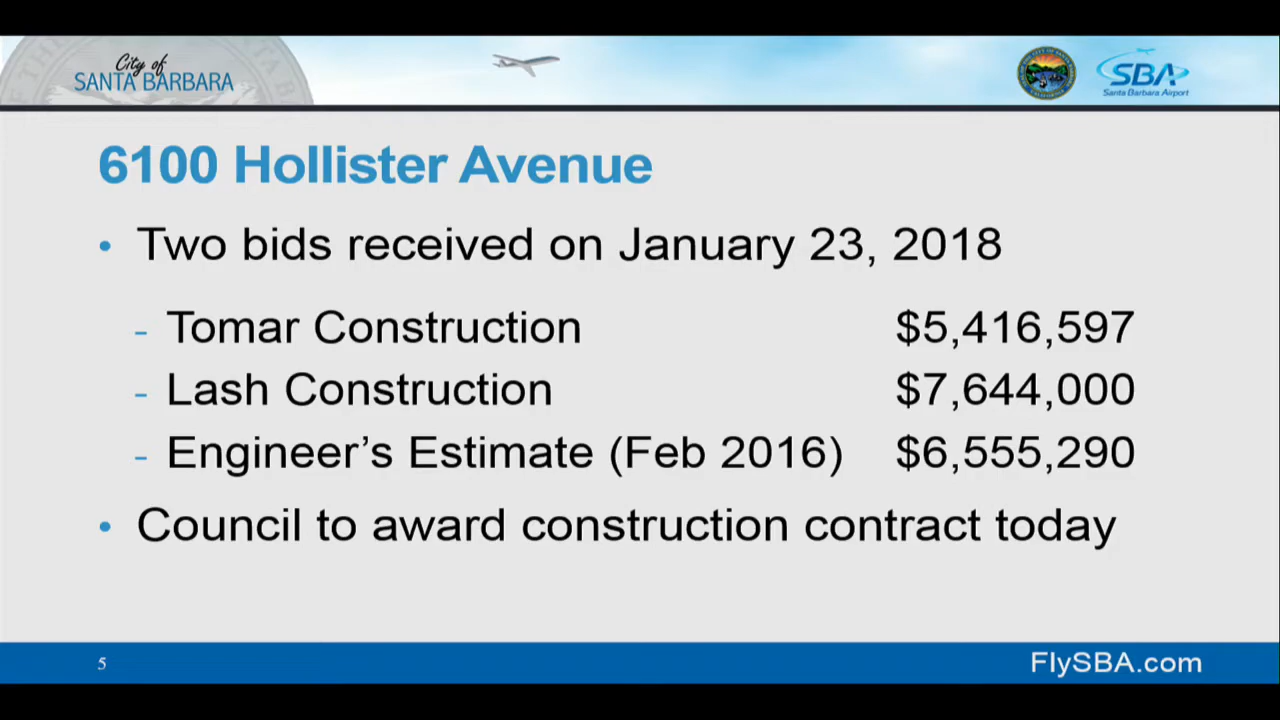 City of
SANTA BARBARA
SBA
Santa Barbara Airport
6100 Hollister Avenue
• Two bids received on January 23, 2018
- Tomar Construction $5,416,597
- Lash Construction $7,644,000
- Engineer’s Estimate (Feb 2016) $6,555,290
• Council to award construction contract today
5
FlySBA.com